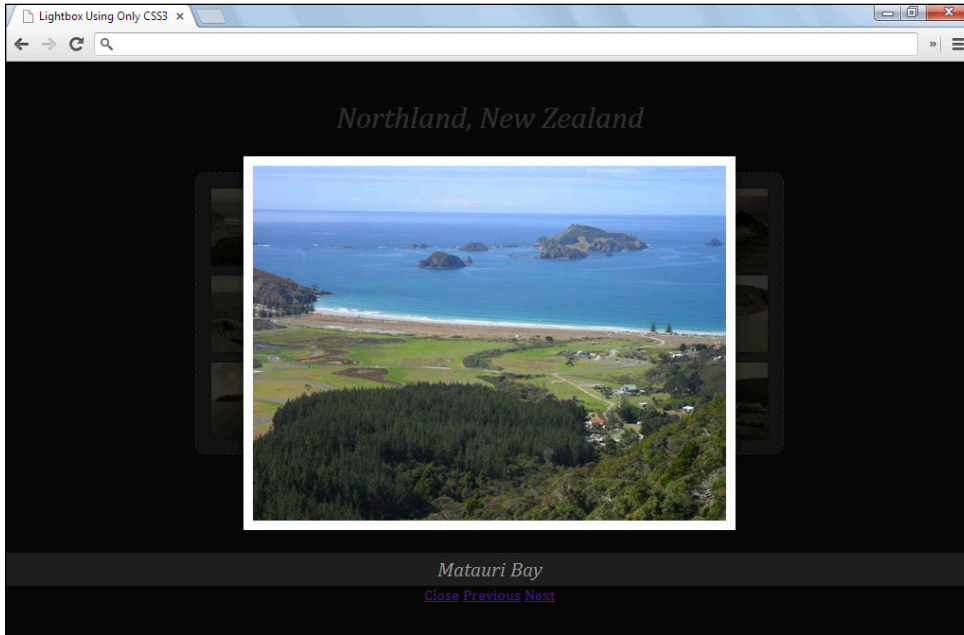 Lightbox Using Only CSS3
Northland, New Zealand
Matauri Bay
Close Previous Next